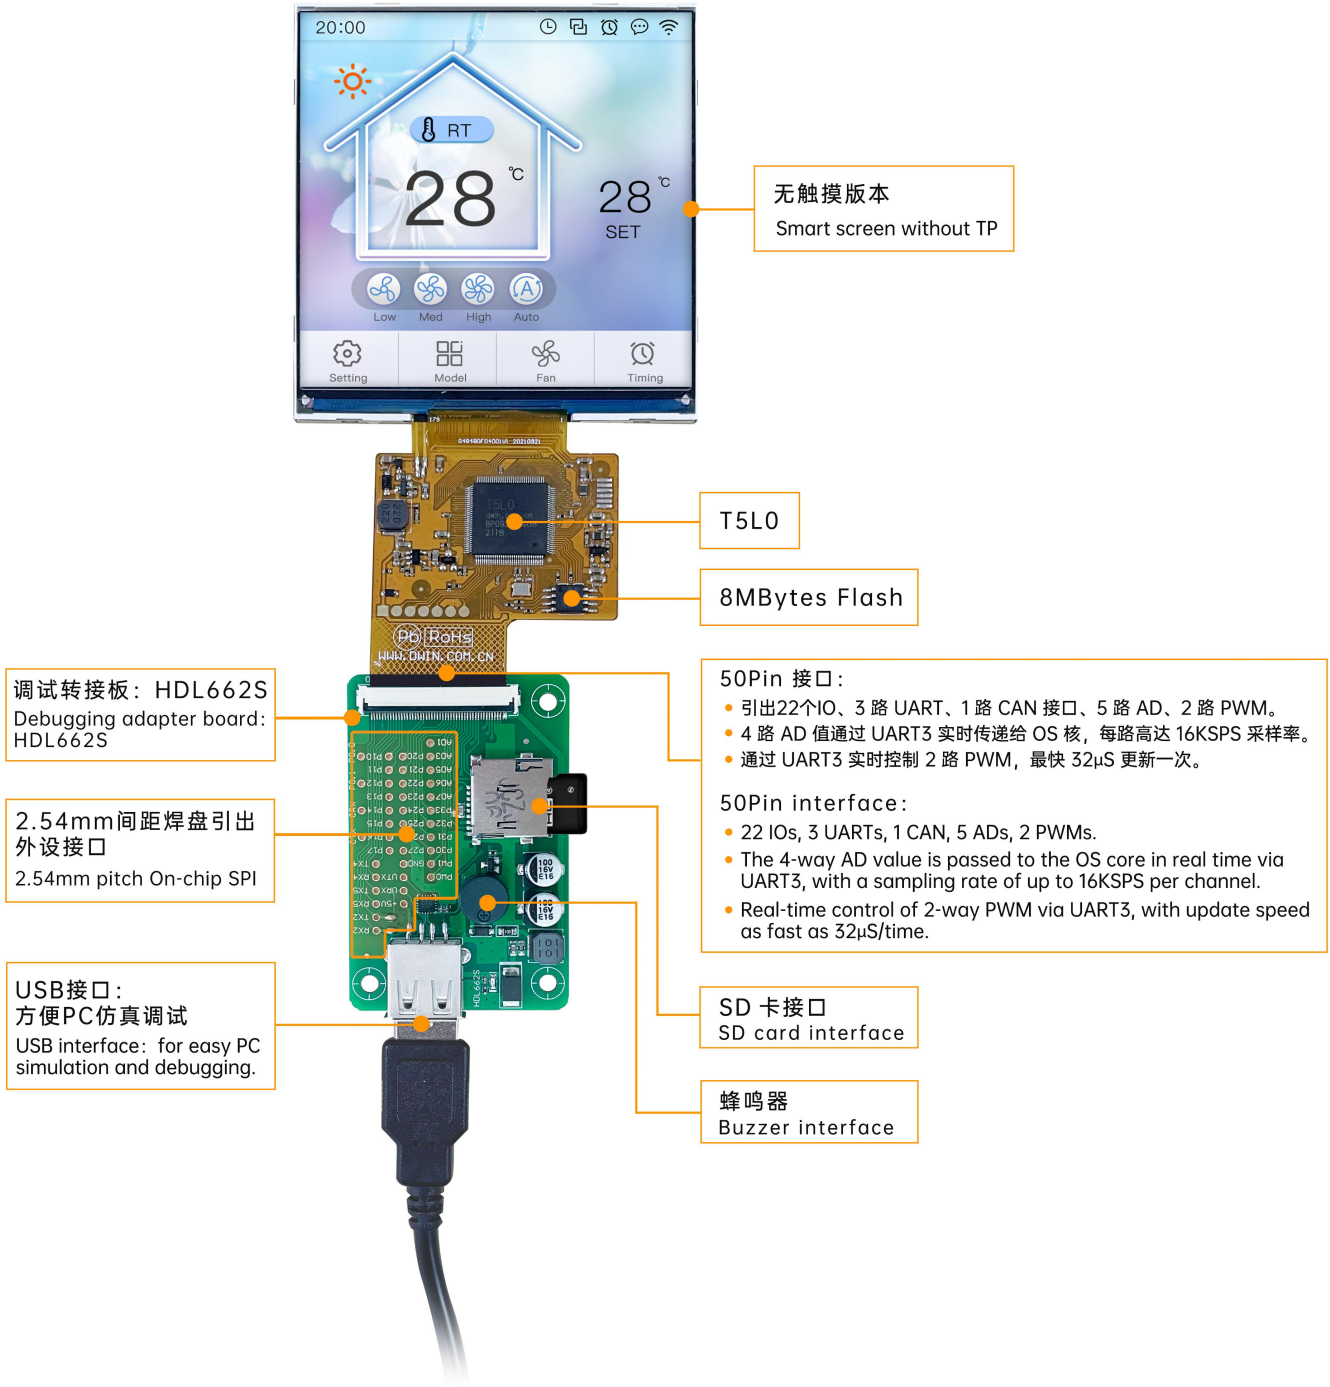 20:00
RT
28 ℃
28 ℃
SET
Low Med High Auto
A
Setting Model Fan Timing
无触摸版本
Smart screen without TP
T5L0
2118
T5L0
8MBytes Flash
Pb RoHS
WWW.DWIN.COM.CN
调试转接板：HDL662S
Debugging adapter board:
HDL662S
2.54mm间距焊盘引出
外设接口
2.54mm pitch On-chip SPI
USB接口：
方便PC仿真调试
USB interface: for easy PC
simulation and debugging.
50Pin 接口：
引出22个IO、3 路 UART、1 路 CAN 接口、5 路 AD、2 路 PWM。
4 路 AD 值通过 UART3 实时传递给 OS 核，每路高达 16KSPS 采样率。
通过 UART3 实时控制 2 路 PWM，最快 32μS 更新一次。
50Pin interface:
22 IOs, 3 UARTs, 1 CAN, 5 ADs, 2 PWMs.
The 4-way AD value is passed to the OS core in real time via
UART3, with a sampling rate of up to 16KSPS per channel.
Real-time control of 2-way PWM via UART3, with update speed
as fast as 32μS/time.
SD 卡接口
SD card interface
蜂鸣器
Buzzer interface
100
16V
E16
100
16V
E16
101
101
HDL662S